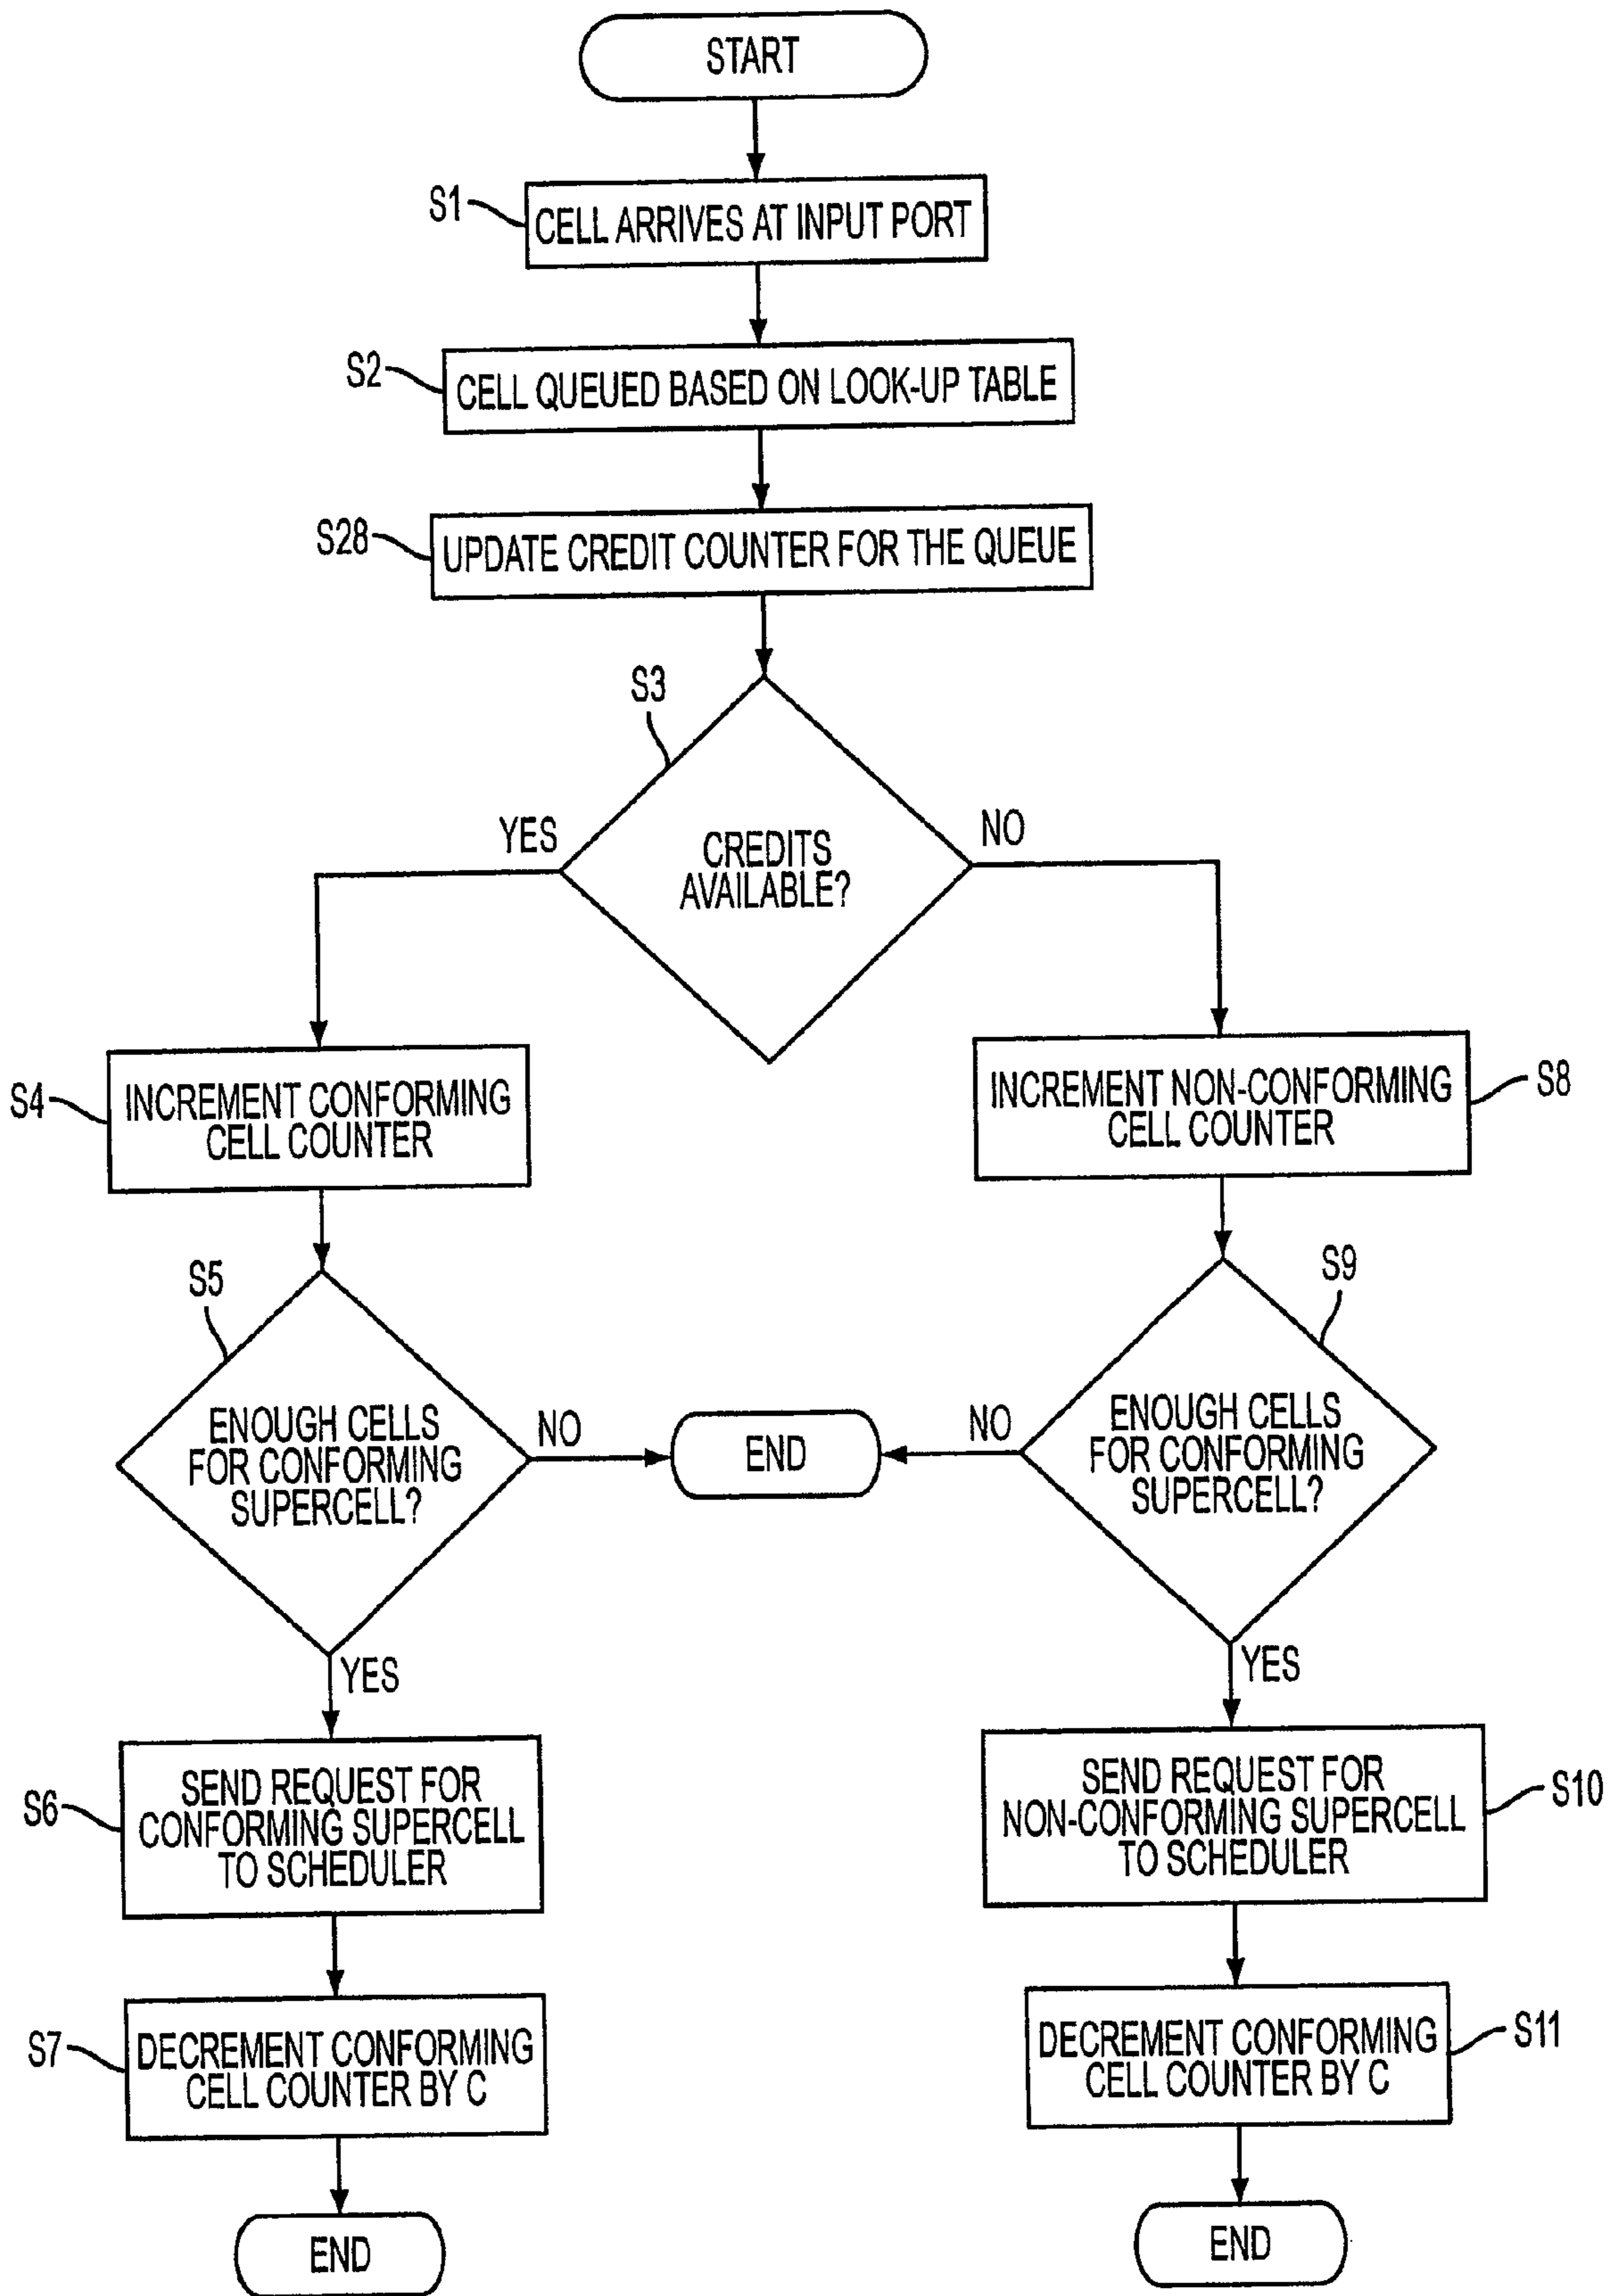 START
S1
CELL ARRIVES AT INPUT PORT
S2
CELL QUEUED BASED ON LOOK-UP TABLE
S28
UPDATE CREDIT COUNTER FOR THE QUEUE
S3
CREDITS
AVAILABLE?
YES
NO
S4
INCREMENT CONFORMING
CELL COUNTER
INCREMENT NON-CONFORMING
CELL COUNTER
S8
S5
ENOUGH CELLS
FOR CONFORMING
SUPERCELL?
NO
END
NO
S9
ENOUGH CELLS
FOR CONFORMING
SUPERCELL?
YES
YES
S6
SEND REQUEST FOR
CONFORMING SUPERCELL
TO SCHEDULER
SEND REQUEST FOR
NON-CONFORMING SUPERCELL
TO SCHEDULER
S10
S7
DECREMENT CONFORMING
CELL COUNTER BY C
DECREMENT CONFORMING
CELL COUNTER BY C
S11
END
END